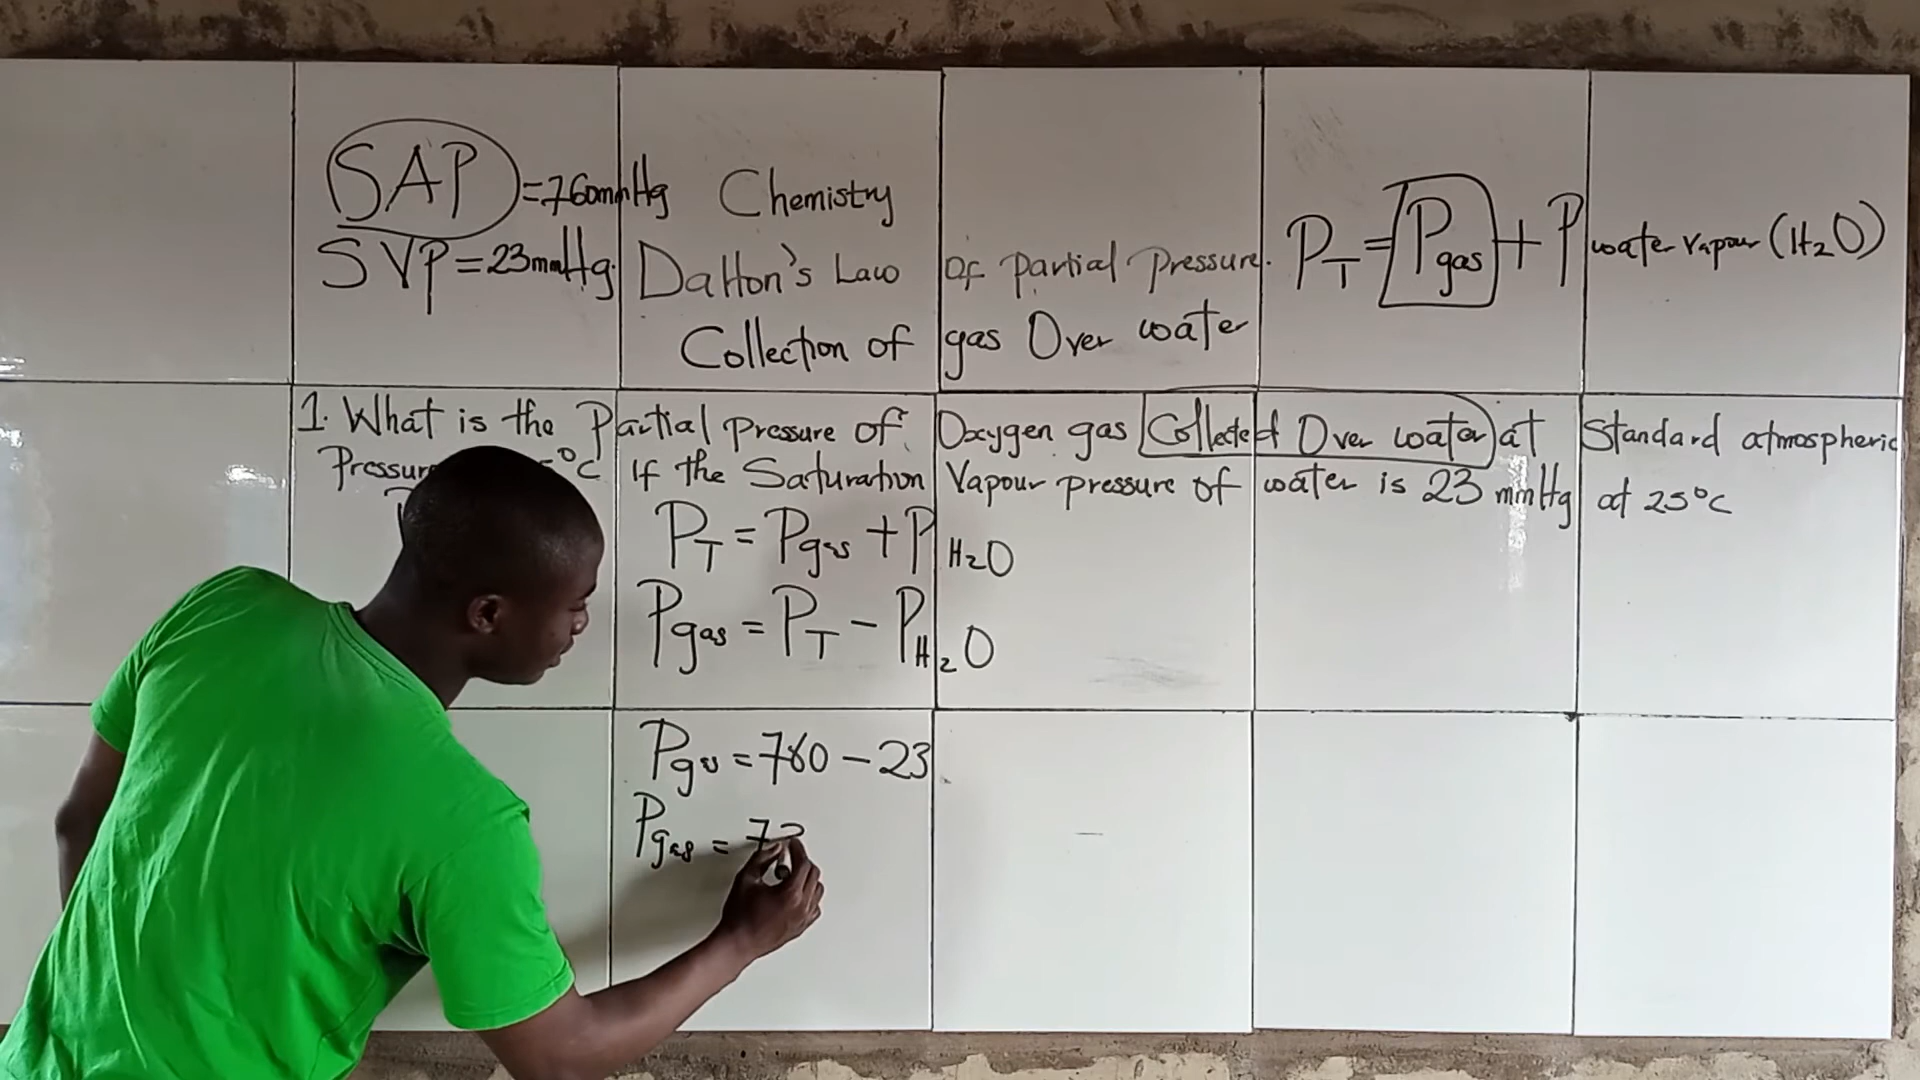 SAP = 760mmHg
SVP = 23mmHg.
Chemistry
Dalton's Law of Partial Pressure.
Collection of gas Over water
P_T = P_gas + P water vapour (H₂O)
1. What is the Partial pressure of Oxygen gas Collected Over water at Standard atmospheric
Pressure °C If the Saturation Vapour pressure of water is 23 mmHg at 25°C
P_T = P_gas + P_H₂O
P_gas = P_T − P_H₂O
P_gas = 760 − 23
P_gas = 73